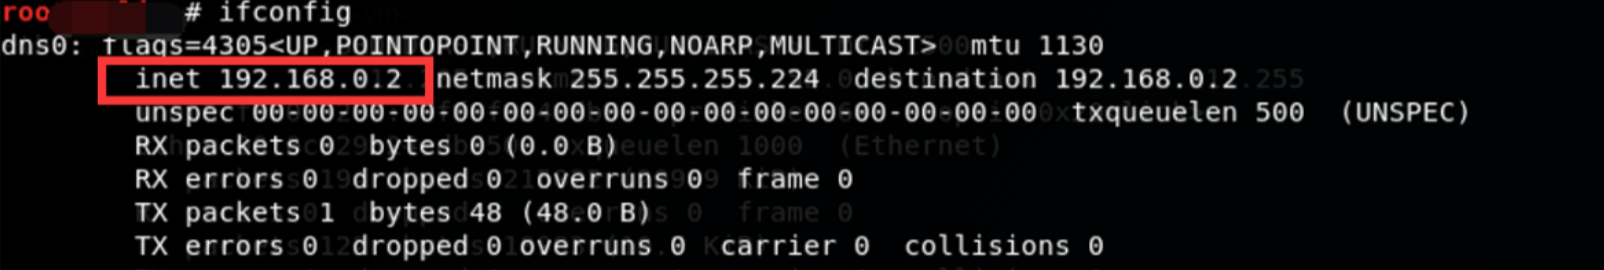 roo # ifconfig
dns0: flags=4305<UP,POINTOPOINT,RUNNING,NOARP,MULTICAST>  mtu 1130
inet 192.168.0.2 netmask 255.255.255.224  destination 192.168.0.2
unspec 00-00-00-00-00-00-00-00-00-00-00-00-00-00-00-00  txqueuelen 500  (UNSPEC)
RX packets 0  bytes 0 (0.0 B)
RX errors 0  dropped 0  overruns 0  frame 0
TX packets 1  bytes 48 (48.0 B)
TX errors 0  dropped 0 overruns 0  carrier 0  collisions 0